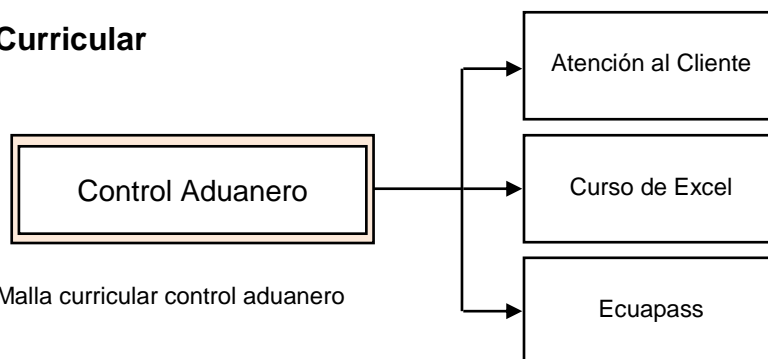 Curricular
Atención al Cliente
Control Aduanero
Curso de Excel
Malla curricular control aduanero
Ecuapass